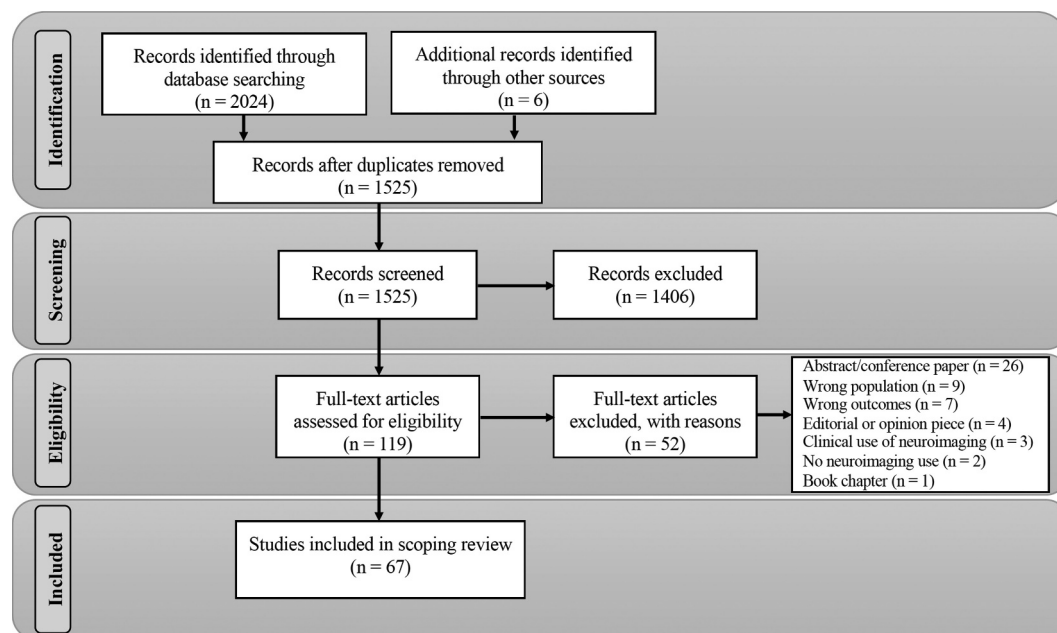 Identification
Records identified through
database searching
(n = 2024)
Additional records identified
through other sources
(n = 6)
Records after duplicates removed
(n = 1525)
Screening
Records screened
(n = 1525)
Records excluded
(n = 1406)
Eligibility
Full-text articles
assessed for eligibility
(n = 119)
Full-text articles
excluded, with reasons
(n = 52)
Abstract/conference paper (n = 26)
Wrong population (n = 9)
Wrong outcomes (n = 7)
Editorial or opinion piece (n = 4)
Clinical use of neuroimaging (n = 3)
No neuroimaging use (n = 2)
Book chapter (n = 1)
Included
Studies included in scoping review
(n = 67)